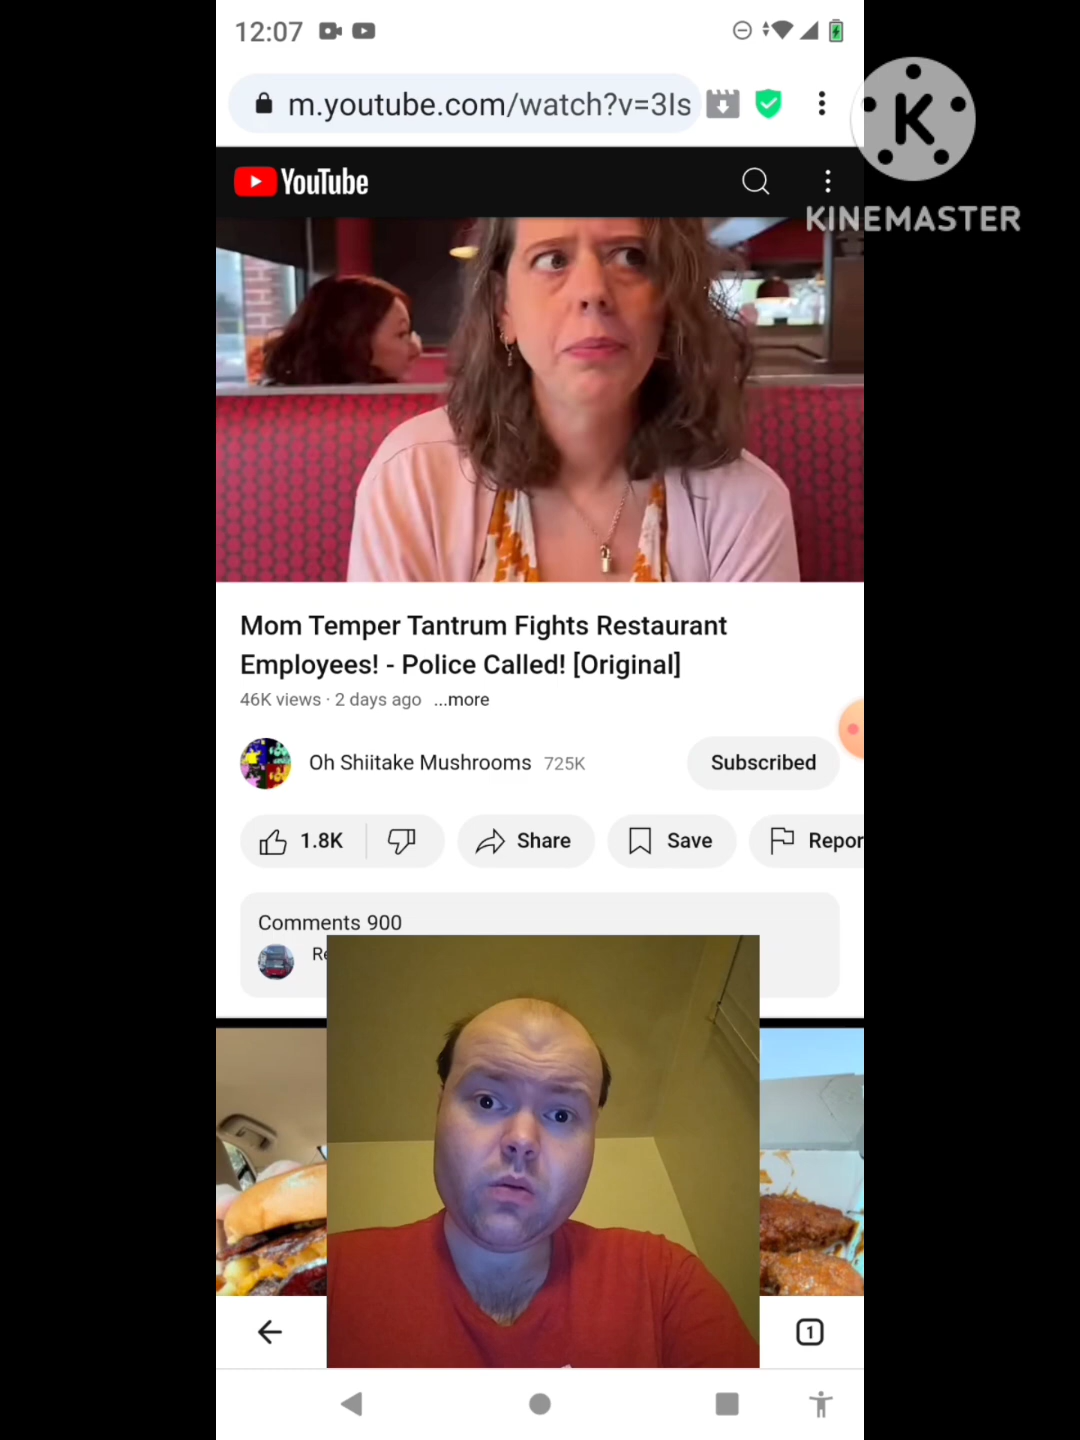 12:07
m.youtube.com/watch?v=3Is
K
KINEMASTER
YouTube
Mom Temper Tantrum Fights Restaurant
Employees! - Police Called! [Original]
46K views · 2 days ago ...more
Oh Shiitake Mushrooms 725K
Subscribed
1.8K
Share
Save
Repor
Comments 900
Re
1